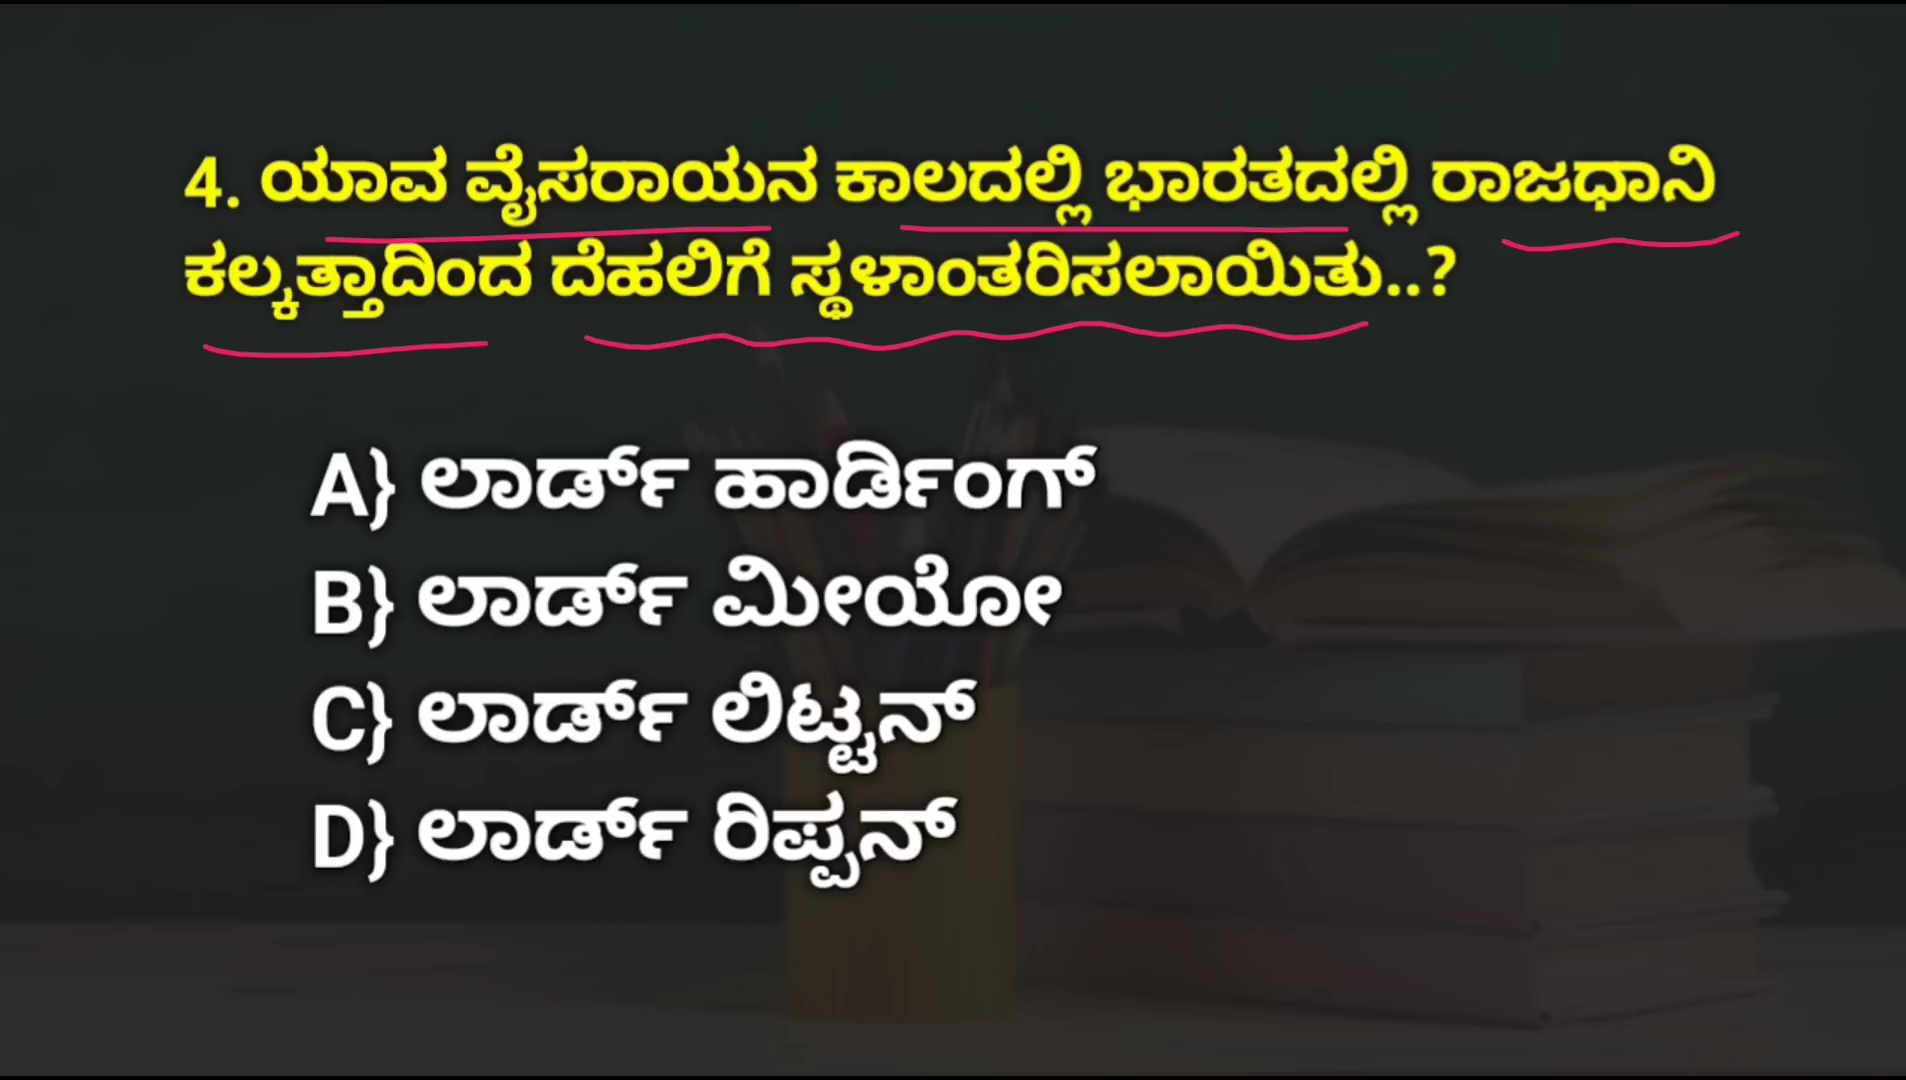 4. ಯಾವ ವೈಸರಾಯನ ಕಾಲದಲ್ಲಿ ಭಾರತದಲ್ಲಿ ರಾಜಧಾನಿ
ಕಲ್ಕತ್ತಾದಿಂದ ದೆಹಲಿಗೆ ಸ್ಥಳಾಂತರಿಸಲಾಯಿತು..?
A} ಲಾರ್ಡ್ ಹಾರ್ಡಿಂಗ್
B} ಲಾರ್ಡ್ ಮೀಯೋ
C} ಲಾರ್ಡ್ ಲಿಟ್ಟನ್
D} ಲಾರ್ಡ್ ರಿಪ್ಪನ್